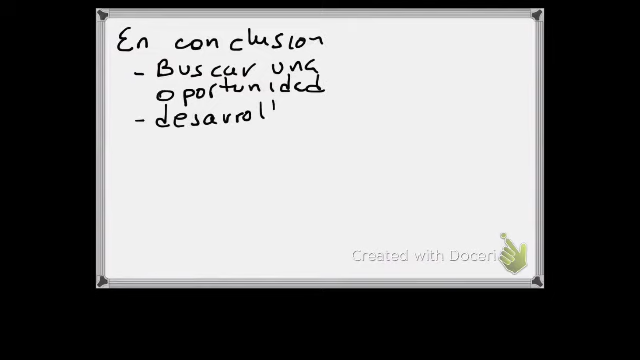 En conclusion
- Buscar una
oportunidad
- desarroll
Created with Doceri